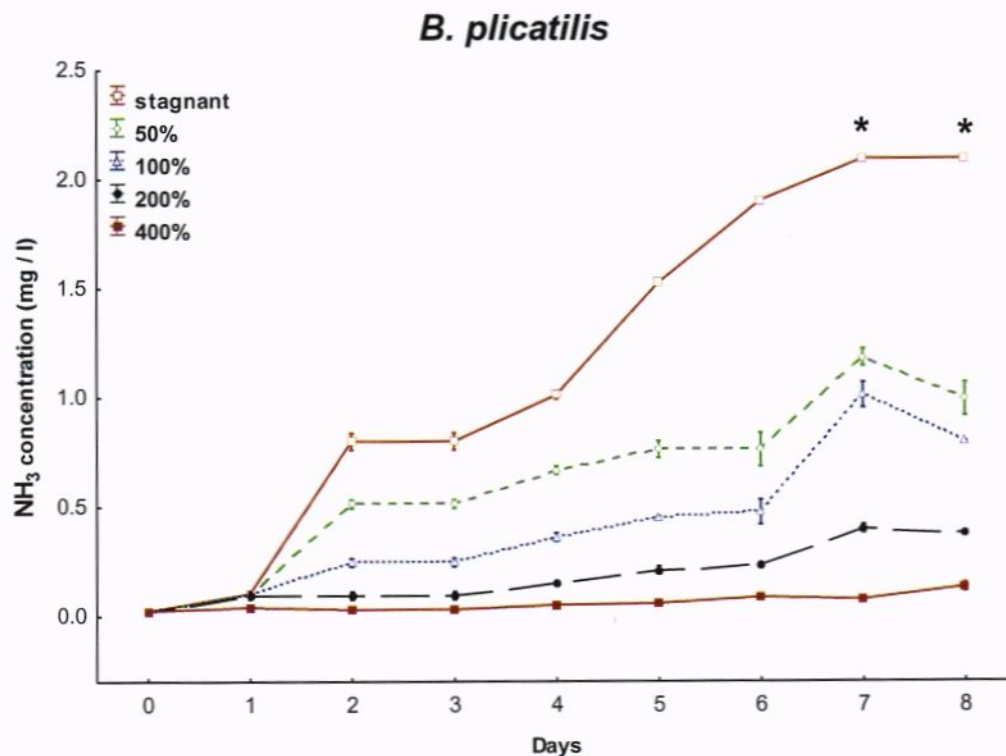 B. plicatilis
2.5
2.0
1.5
1.0
0.5
0.0
NH₃ concentration (mg / l)
stagnant
50%
100%
200%
400%
* *
0 1 2 3 4 5 6 7 8
Days